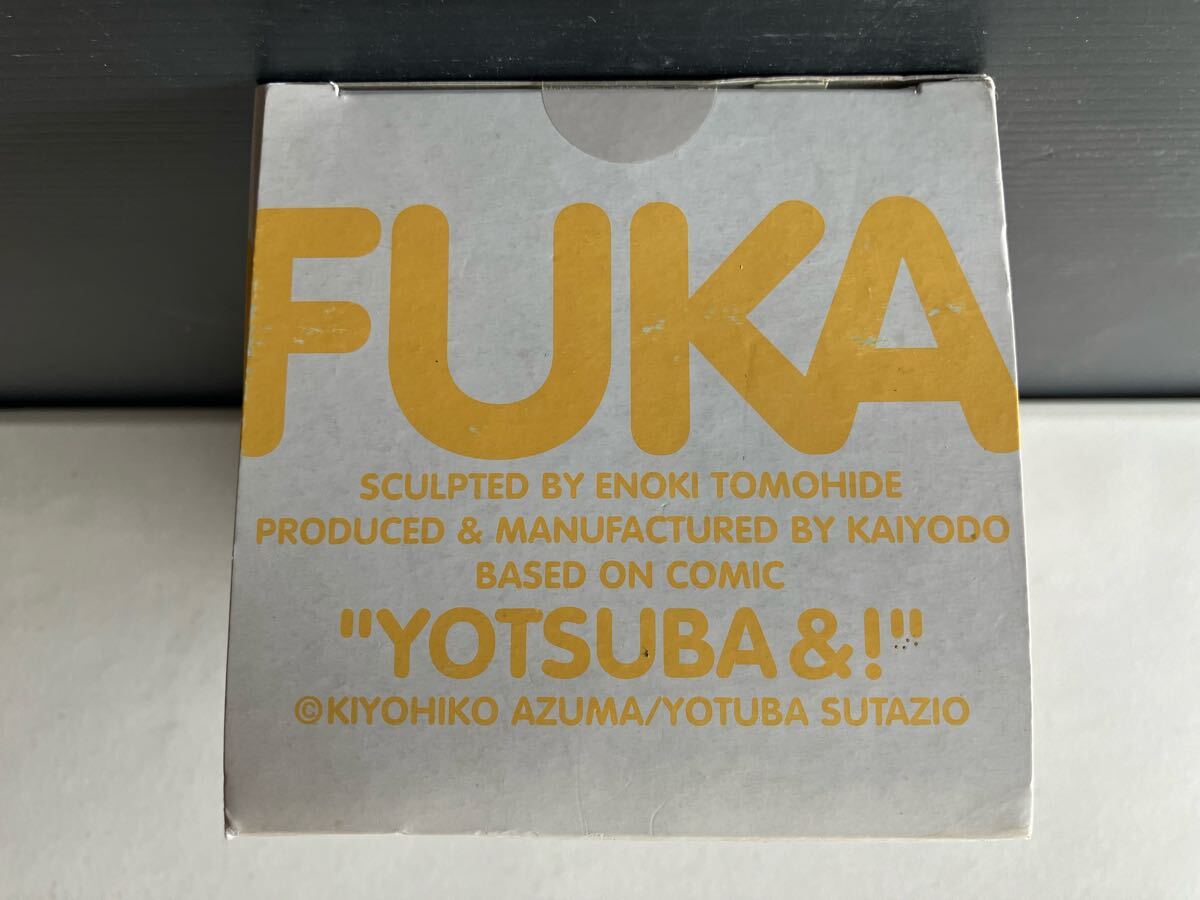 FUKA
SCULPTED BY ENOKI TOMOHIDE
PRODUCED & MANUFACTURED BY KAIYODO
BASED ON COMIC
"YOTSUBA&!"
©KIYOHIKO AZUMA/YOTUBA SUTAZIO